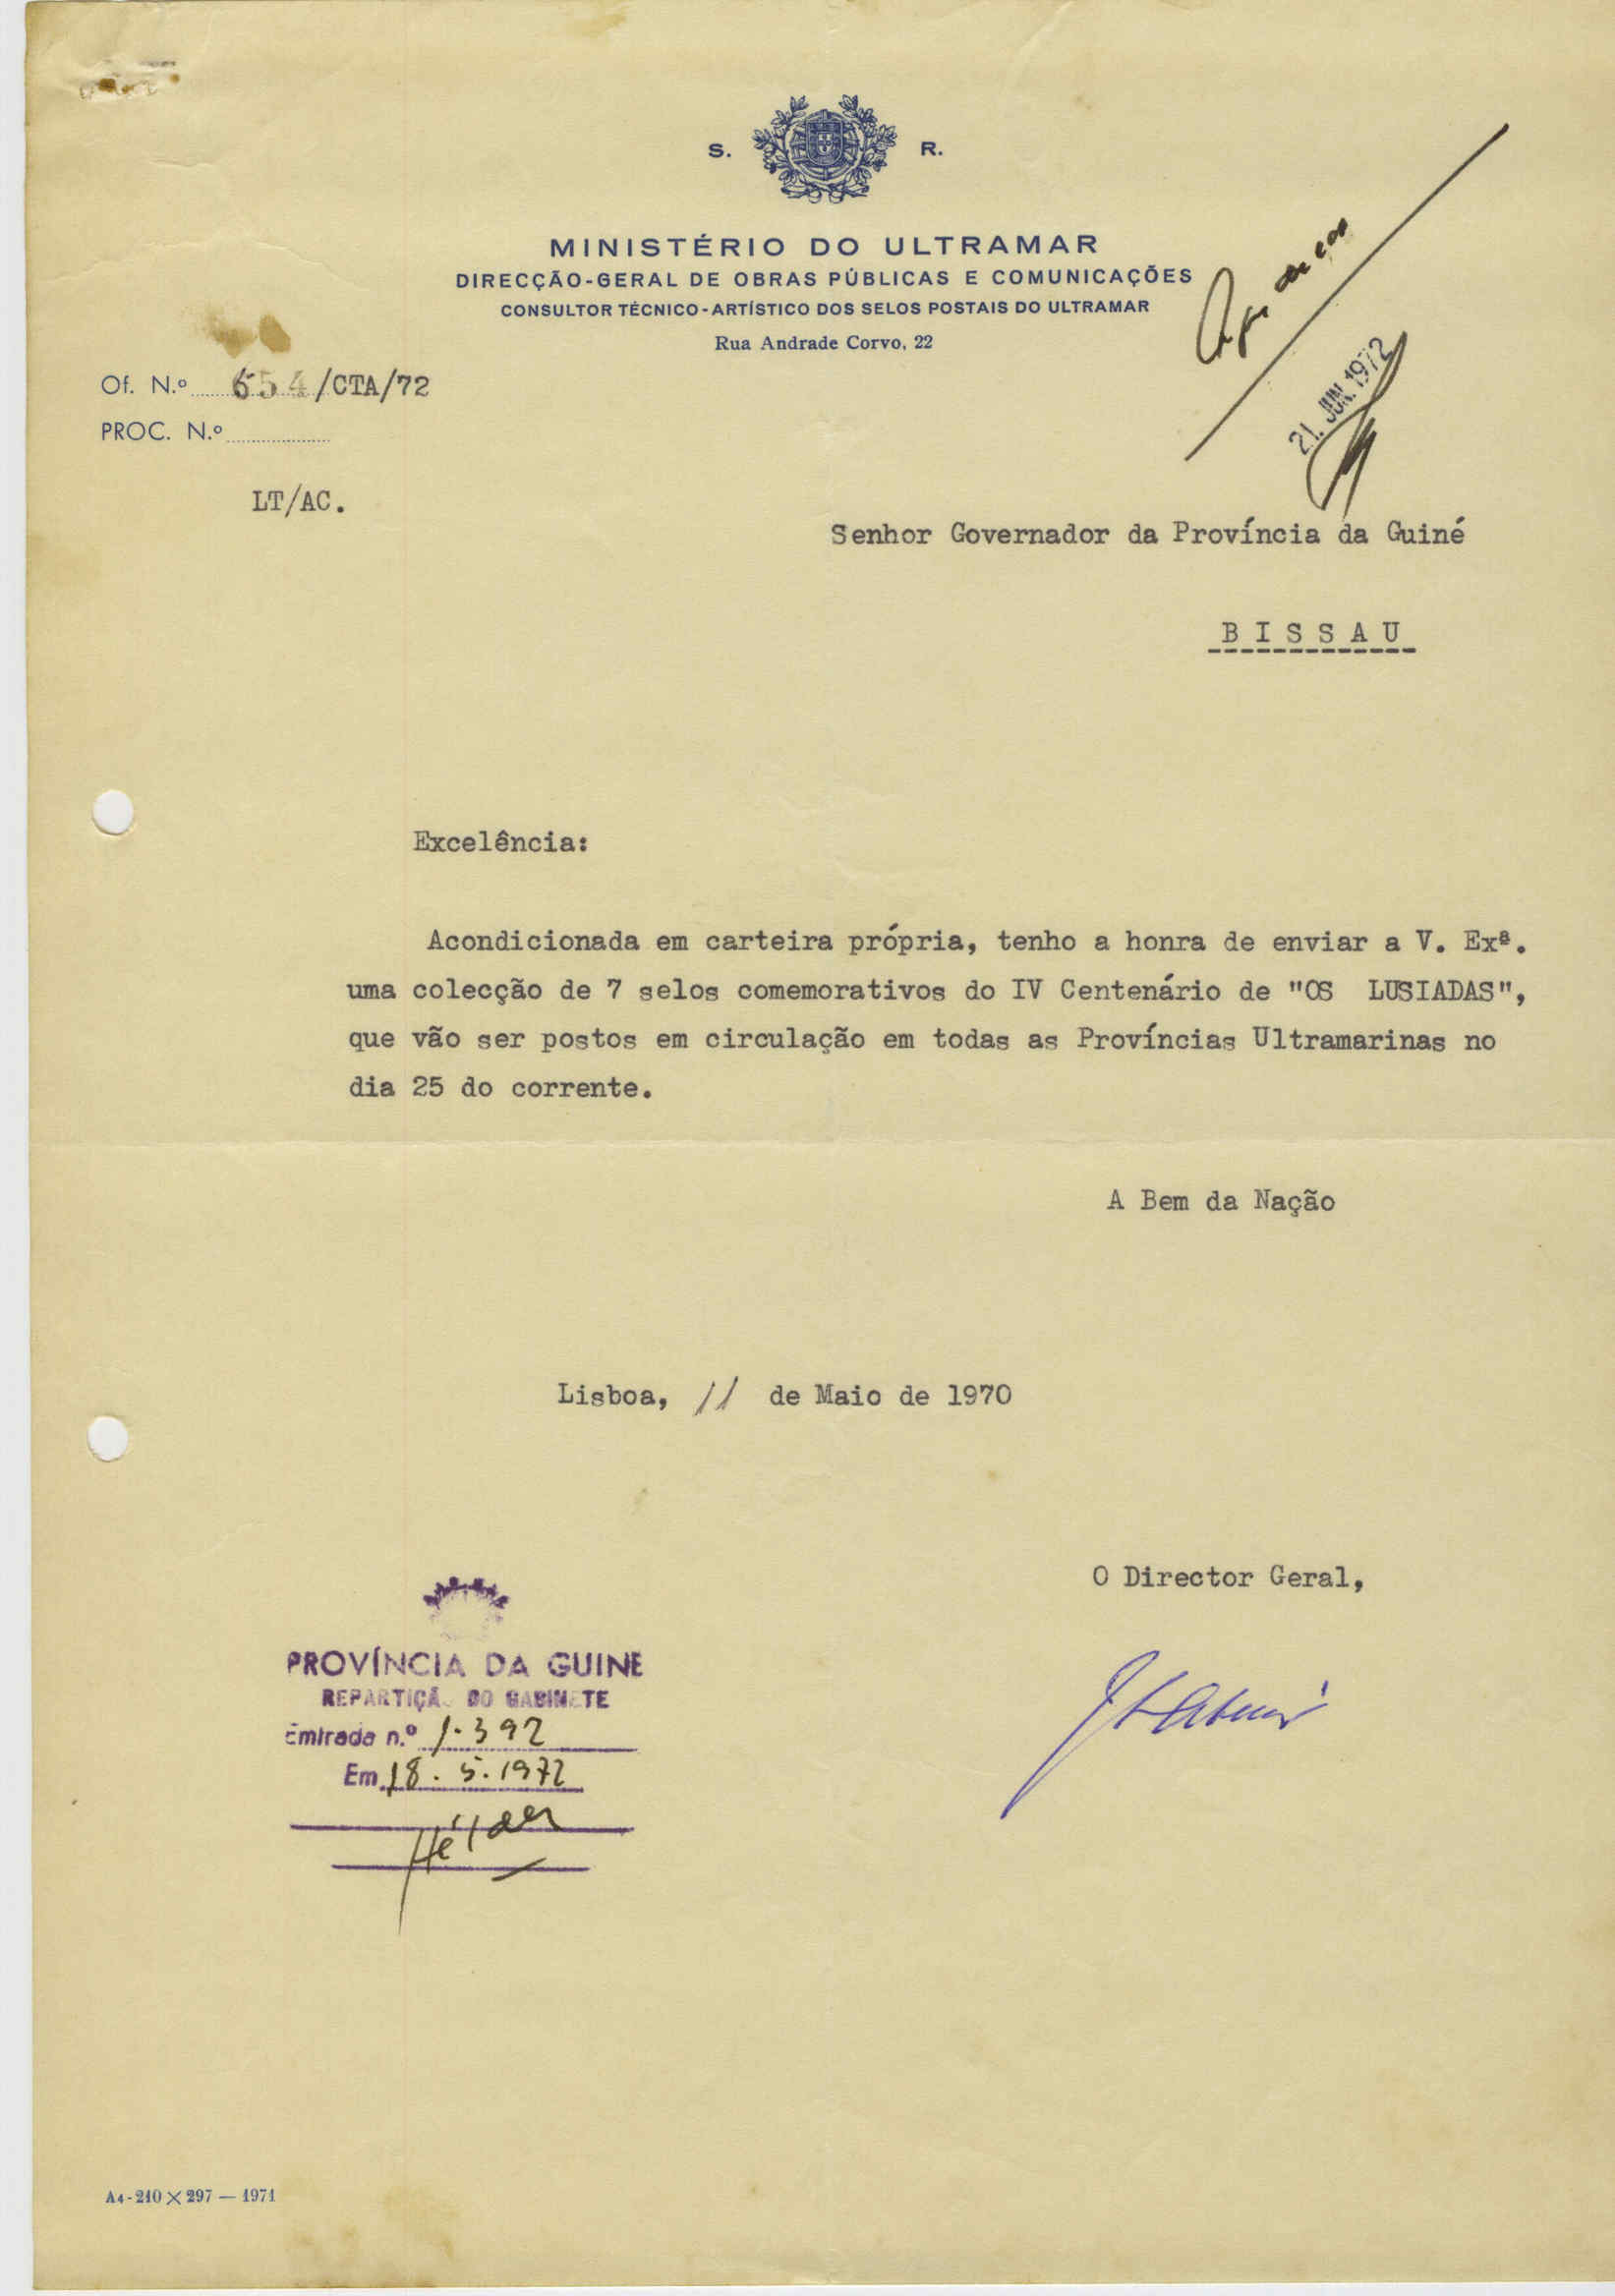 S. R.
MINISTÉRIO DO ULTRAMAR
DIRECÇÃO-GERAL DE OBRAS PÚBLICAS E COMUNICAÇÕES
CONSULTOR TÉCNICO-ARTÍSTICO DOS SELOS POSTAIS DO ULTRAMAR
Rua Andrade Corvo, 22
Of. N.º 654/CTA/72
PROC. N.º
21. JUN. 1972
LT/AC.
Senhor Governador da Província da Guiné
BISSAU
Excelência:
Acondicionada em carteira própria, tenho a honra de enviar a V. Exª.
uma colecção de 7 selos comemorativos do IV Centenário de "OS LUSIADAS",
que vão ser postos em circulação em todas as Províncias Ultramarinas no
dia 25 do corrente.
A Bem da Nação
Lisboa, 11 de Maio de 1970
O Director Geral,
PROVÍNCIA DA GUINE
REPARTIÇÃO DO GABINETE
Entrada n.º 1.392
Em 18.5.1972
A4-210×297 — 1971